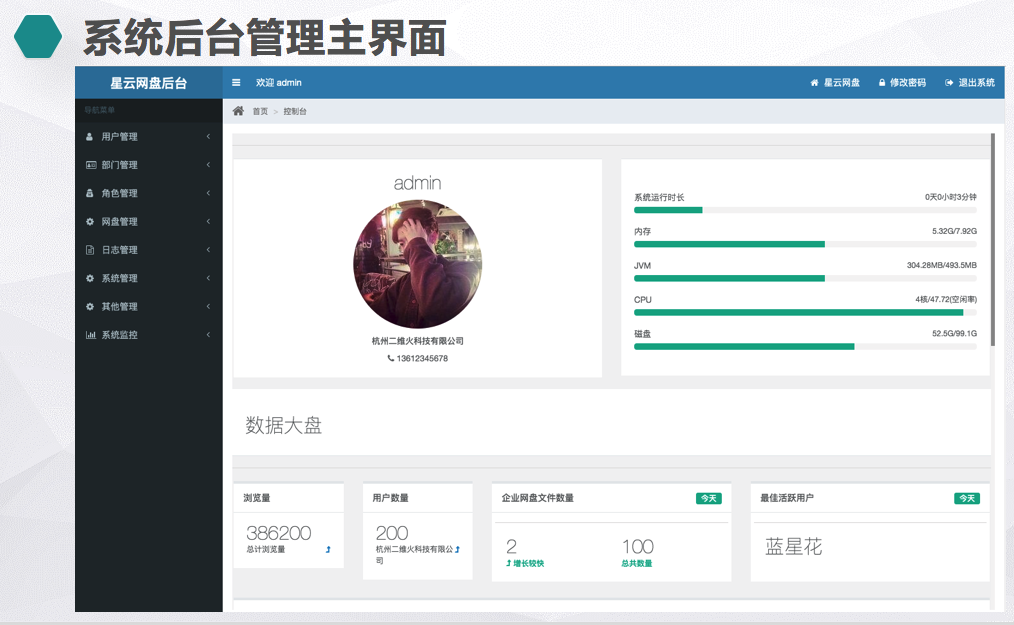 系统后台管理主界面
星云网盘后台
欢迎 admin
星云网盘 修改密码 退出系统
导航菜单
首页 > 控制台
用户管理
部门管理
角色管理
网盘管理
日志管理
系统管理
其他管理
系统监控
admin
杭州二维火科技有限公司
13612345678
系统运行时长 0天0小时3分钟
内存 5.32G/7.92G
JVM 304.28MB/493.5MB
CPU 4核/47.72(空闲率)
磁盘 52.5G/99.1G
数据大盘
浏览量
386200
总计浏览量
用户数量
200
杭州二维火科技有限公
司
企业网盘文件数量 今天
2 100
增长较快 总共数量
最佳活跃用户 今天
蓝星花